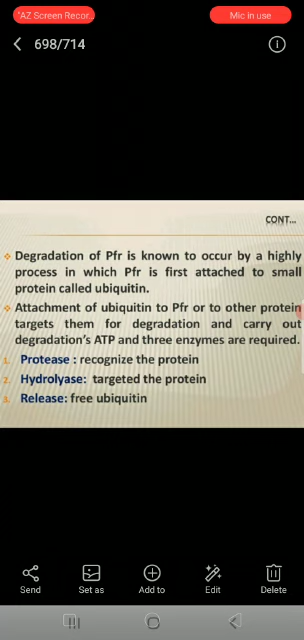 "AZ Screen Recor..
Mic in use
698/714
CONT...
Degradation of Pfr is known to occur by a highly
process in which Pfr is first attached to small
protein called ubiquitin.
Attachment of ubiquitin to Pfr or to other protein
targets them for degradation and carry out
degradation's ATP and three enzymes are required.
1. Protease : recognize the protein
2. Hydrolyase: targeted the protein
3. Release: free ubiquitin
Send
Set as
Add to
Edit
Delete